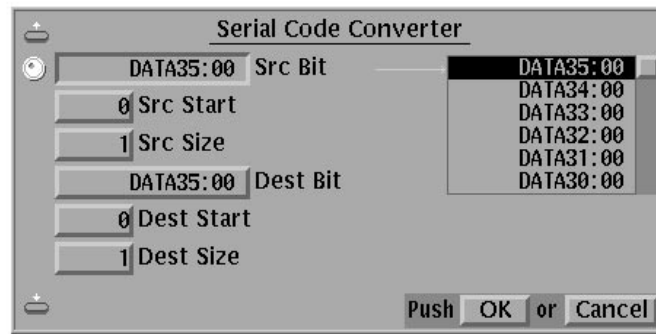 Serial Code Converter
DATA35:00 Src Bit
0 Src Start
1 Src Size
DATA35:00 Dest Bit
0 Dest Start
1 Dest Size
DATA35:00
DATA34:00
DATA33:00
DATA32:00
DATA31:00
DATA30:00
Push OK or Cancel